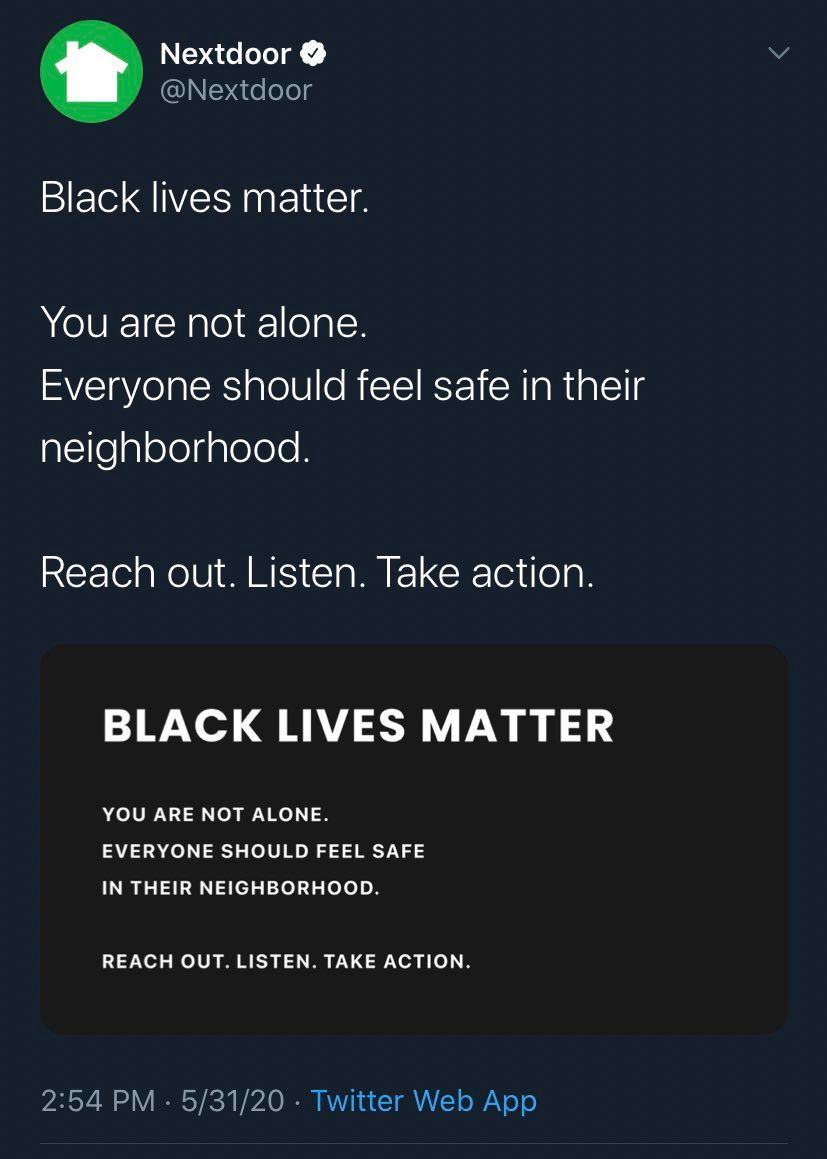 Nextdoor
@Nextdoor
Black lives matter.
You are not alone.
Everyone should feel safe in their
neighborhood.
Reach out. Listen. Take action.
BLACK LIVES MATTER
YOU ARE NOT ALONE.
EVERYONE SHOULD FEEL SAFE
IN THEIR NEIGHBORHOOD.
REACH OUT. LISTEN. TAKE ACTION.
2:54 PM · 5/31/20 · Twitter Web App